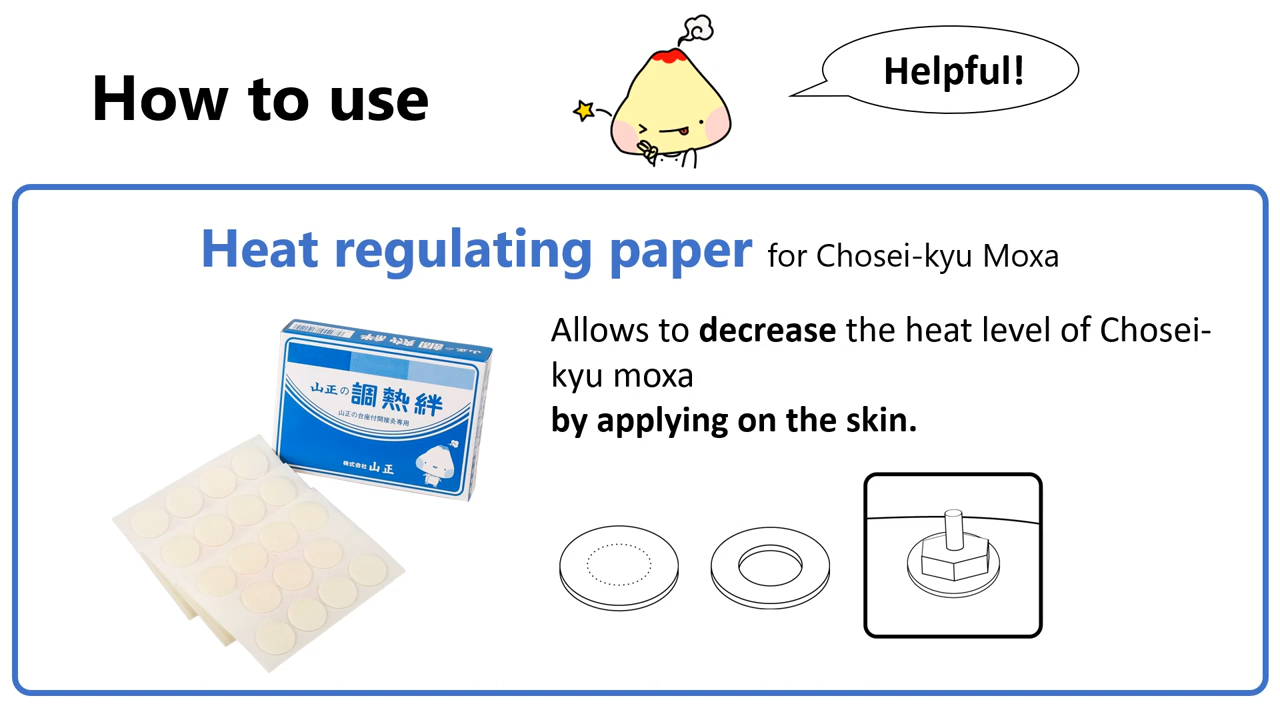 How to use
Helpful!
Heat regulating paper for Chosei-kyu Moxa
Allows to decrease the heat level of Chosei-
kyu moxa
by applying on the skin.
山正の調熱絆
山正の台座付間接灸専用
株式会社 山正